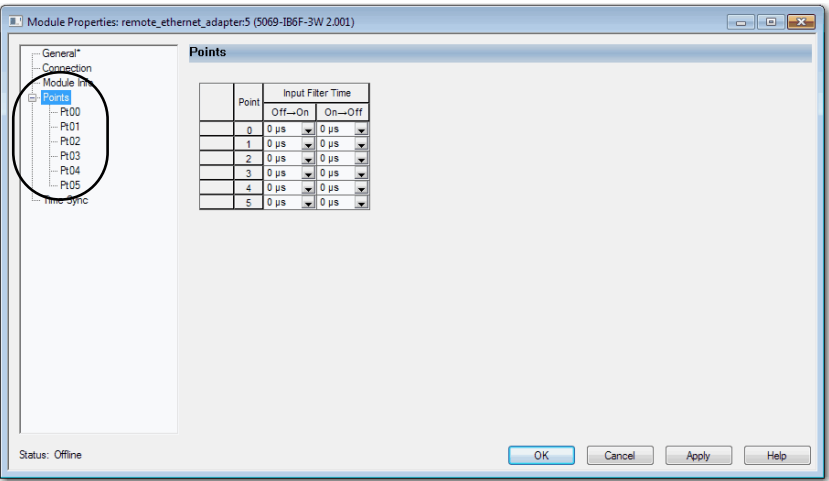 Module Properties: remote_ethernet_adapter:5 (5069-IB6F-3W 2.001)
General*
Connection
Module Info
Points
Pt00
Pt01
Pt02
Pt03
Pt04
Pt05
Time Sync
Points
Point Input Filter Time
Off→On On→Off
0 0 µs 0 µs
1 0 µs 0 µs
2 0 µs 0 µs
3 0 µs 0 µs
4 0 µs 0 µs
5 0 µs 0 µs
Status: Offline
OK Cancel Apply Help